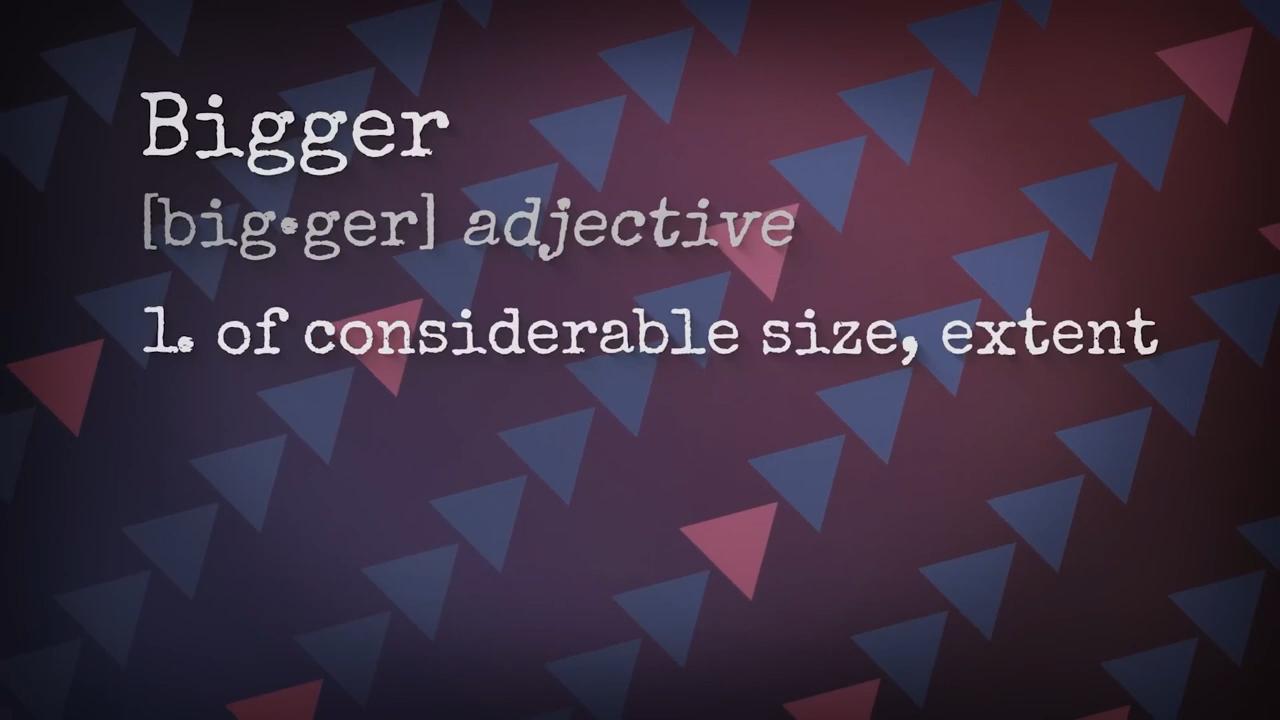 Bigger
[big•ger] adjective
1. of considerable size, extent